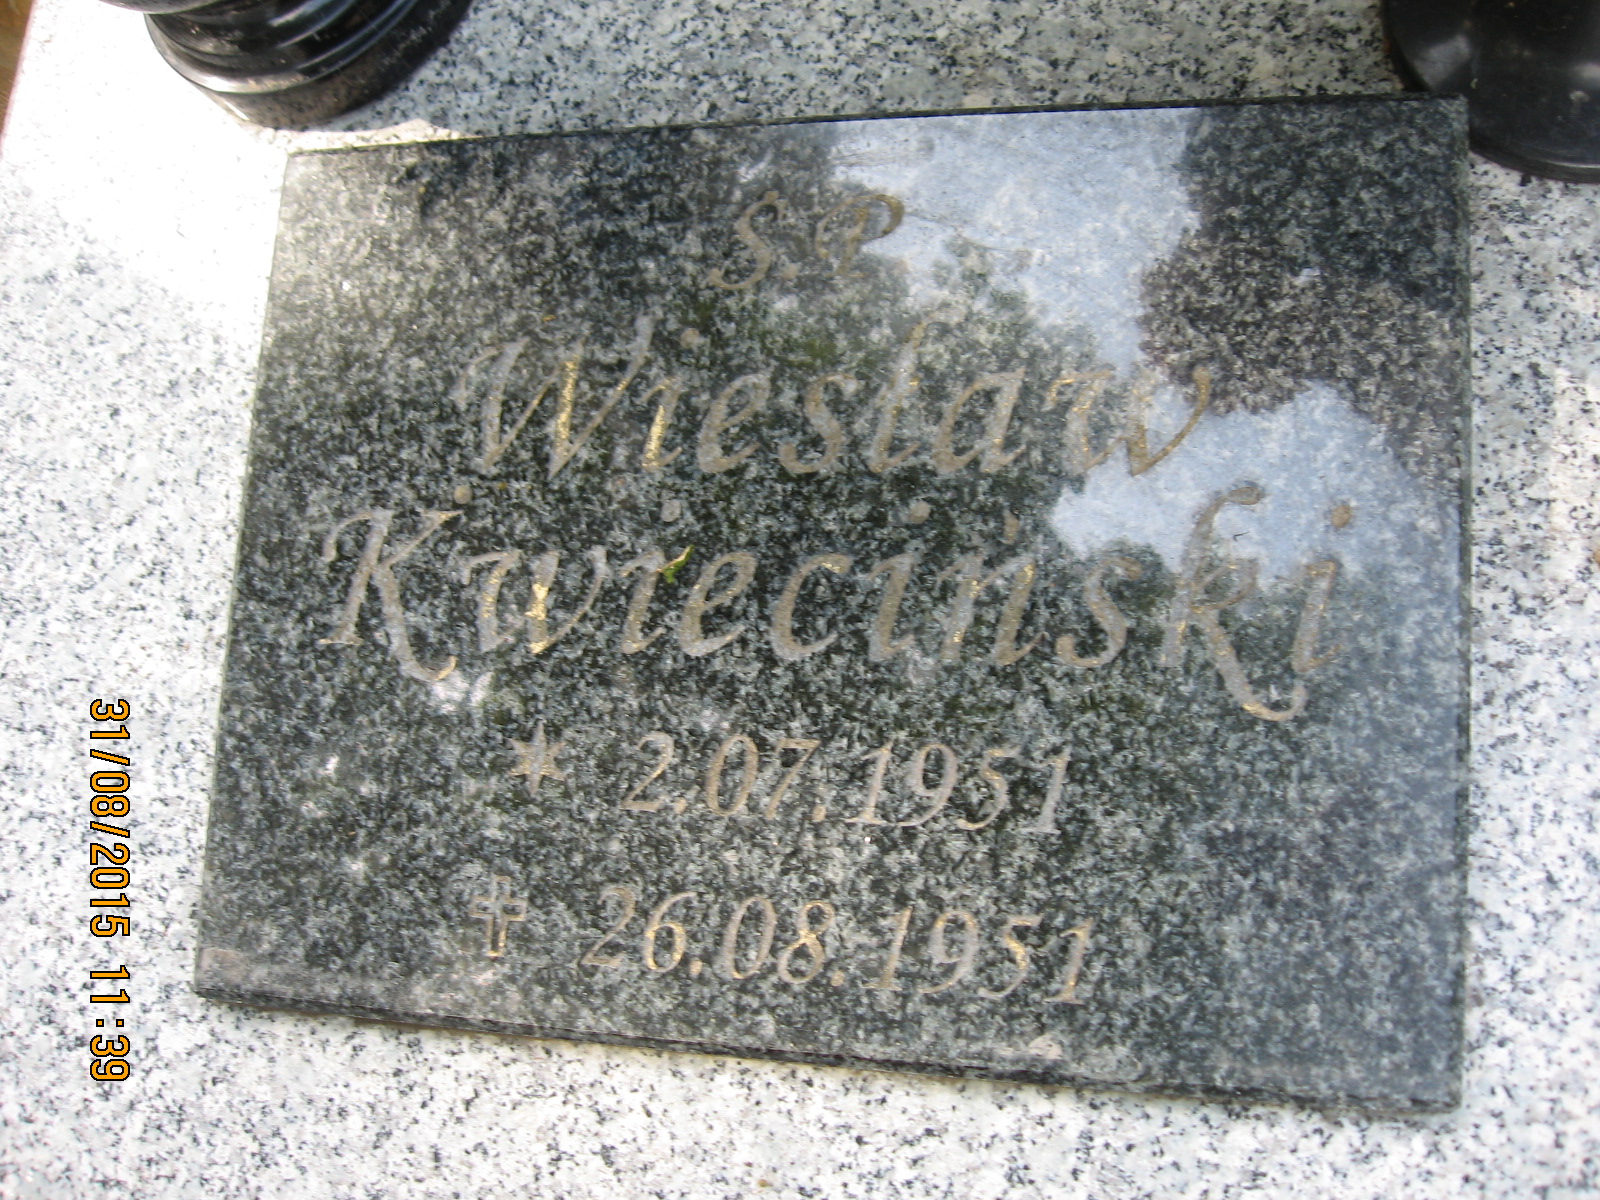 Ś.P
Wiesław
Kwieciński
2.07.1951
26.08.1951
31/08/2015 11:39